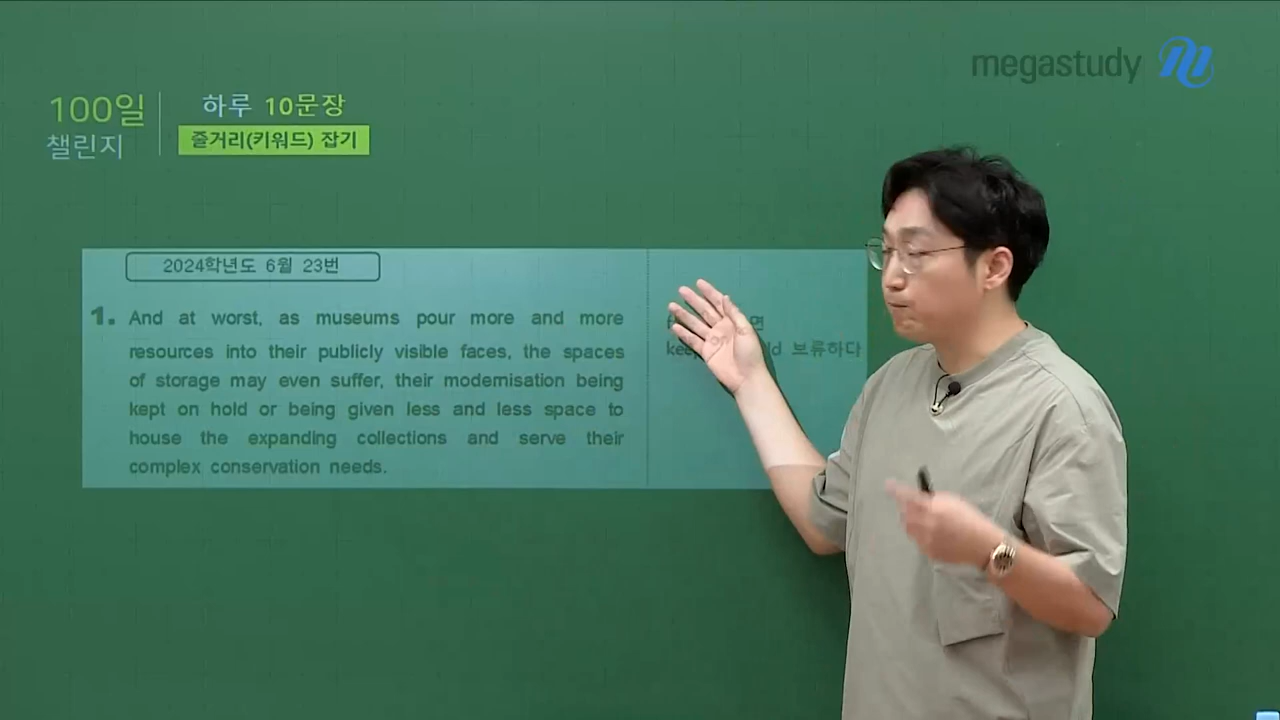 megastudy
100일
챌린지
하루 10문장
줄거리(키워드) 잡기
2024학년도 6월 23번
1. And at worst, as museums pour more and more
resources into their publicly visible faces, the spaces
of storage may even suffer, their modernisation being
kept on hold or being given less and less space to
house the expanding collections and serve their
complex conservation needs.
면
보류하다